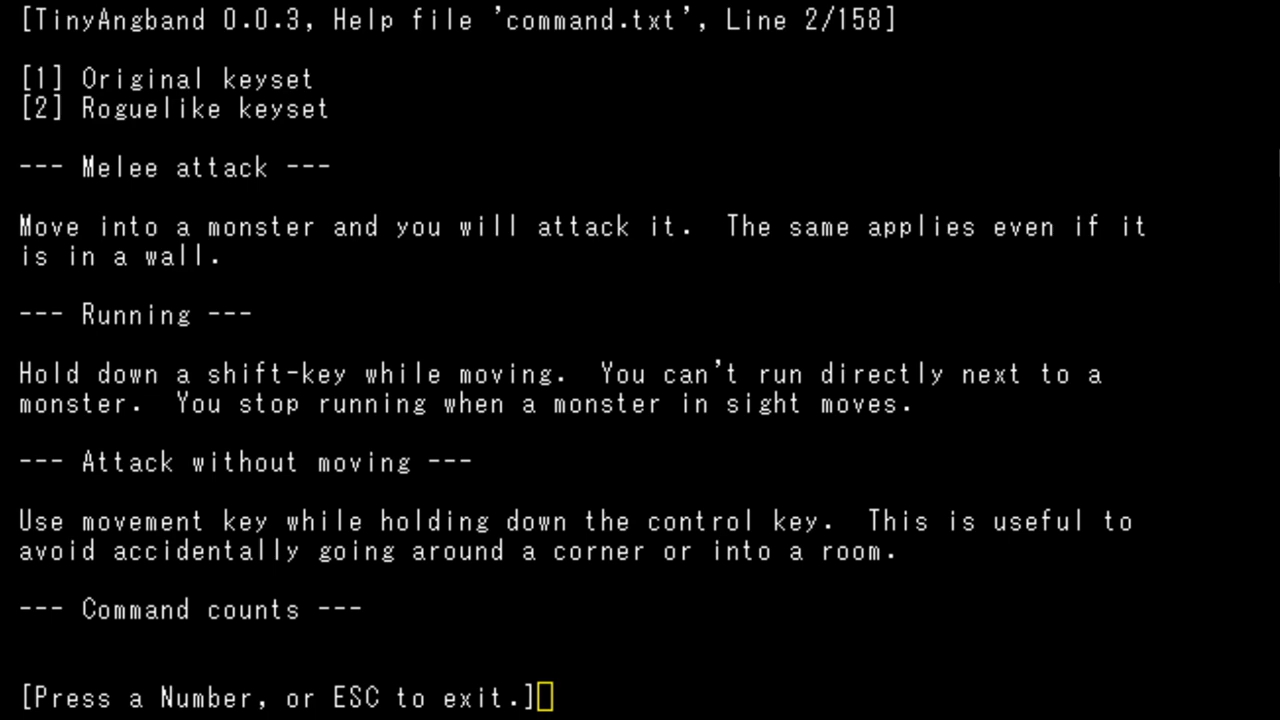 [TinyAngband 0.0.3, Help file 'command.txt', Line 2/158]
[1] Original keyset
[2] Roguelike keyset
--- Melee attack ---
Move into a monster and you will attack it.  The same applies even if it
is in a wall.
--- Running ---
Hold down a shift-key while moving.  You can't run directly next to a
monster.  You stop running when a monster in sight moves.
--- Attack without moving ---
Use movement key while holding down the control key.  This is useful to
avoid accidentally going around a corner or into a room.
--- Command counts ---
[Press a Number, or ESC to exit.]